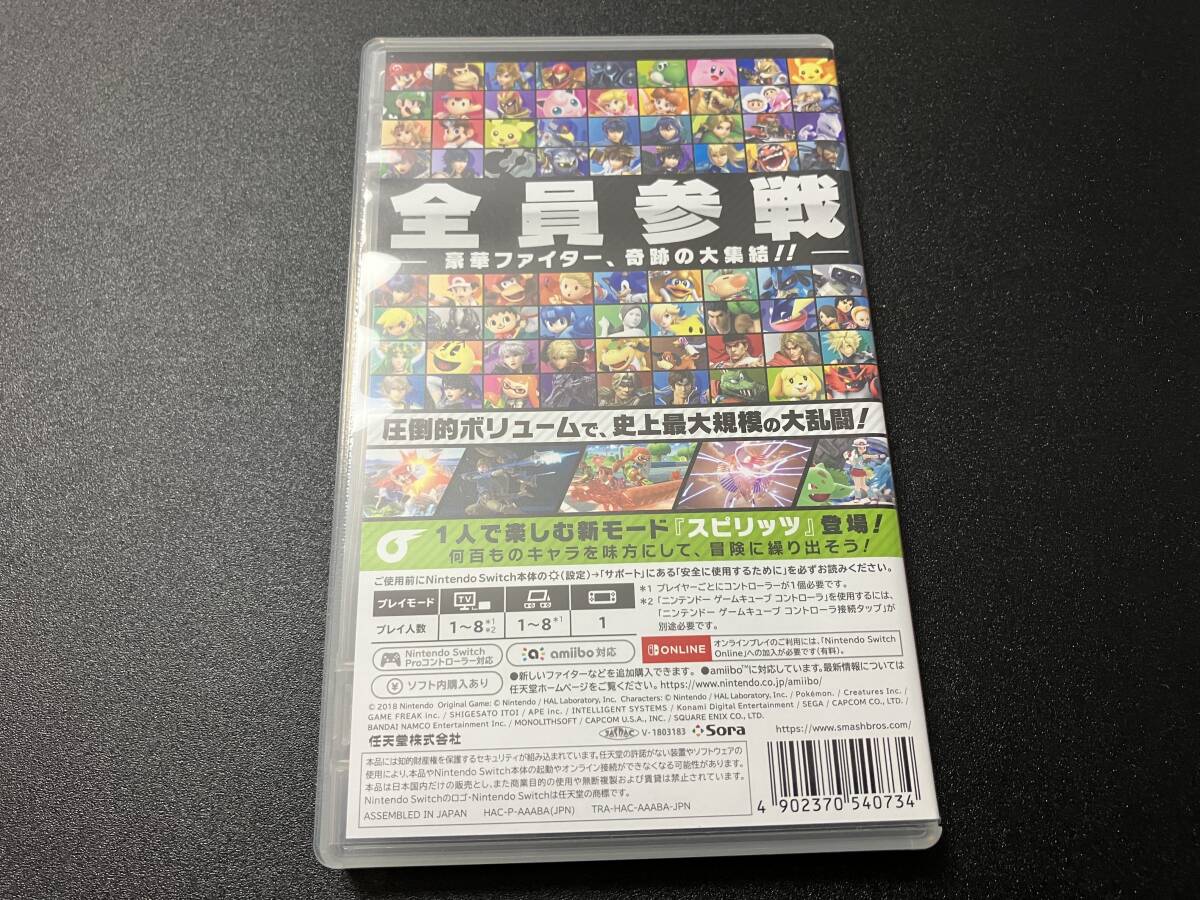 全員参戦
豪華ファイター、奇跡の大集結!!
圧倒的ボリュームで、史上最大規模の大乱闘!
1人で楽しむ新モード『スピリッツ』登場!
何百ものキャラを味方にして、冒険に繰り出そう!
ご使用前にNintendo Switch本体の(設定)→「サポート」にある「安全に使用するために」を必ずお読みください。
プレイモード TV
プレイ人数 1~8 *1 *2 1~8 *1 1
*1 プレイヤーごとにコントローラーが1個必要です。
*2 「ニンテンドー ゲームキューブ コントローラ」を使用するには、
「ニンテンドー ゲームキューブ コントローラ接続タップ」が
別途必要です。
Nintendo Switch
Proコントローラー対応
amiibo 対応
ONLINE
オンラインプレイのご利用には、「Nintendo Switch
Online」への加入が必要です(有料)。
ソフト内購入あり
●新しいファイターなどを追加購入できます。 ●amiibo™に対応しています。最新情報については
任天堂ホームページをご覧ください。https://www.nintendo.co.jp/amiibo/
© 2018 Nintendo Original Game: © Nintendo / HAL Laboratory, Inc. Characters: © Nintendo / HAL Laboratory, Inc. / Pokémon. / Creatures Inc. /
GAME FREAK inc. / SHIGESATO ITOI / APE inc. / INTELLIGENT SYSTEMS / Konami Digital Entertainment / SEGA / CAPCOM CO., LTD. /
BANDAI NAMCO Entertainment Inc. / MONOLITHSOFT / CAPCOM U.S.A., INC. / SQUARE ENIX CO., LTD.
任天堂株式会社
JASRAC V-1803183 Sora
https://www.smashbros.com/
本品には知的財産権を保護するセキュリティが組み込まれています。任天堂の許諾がない装置やソフトウェアの
使用により、本品やNintendo Switch本体の起動やオンライン接続ができなくなる可能性があります。
本品は日本国内だけの販売とし、また商業目的の使用や無断複製および賃貸は禁止されています。
Nintendo Switchのロゴ・Nintendo Switchは任天堂の商標です。
ASSEMBLED IN JAPAN HAC-P-AAABA(JPN) TRA-HAC-AAABA-JPN
4 902370 540734